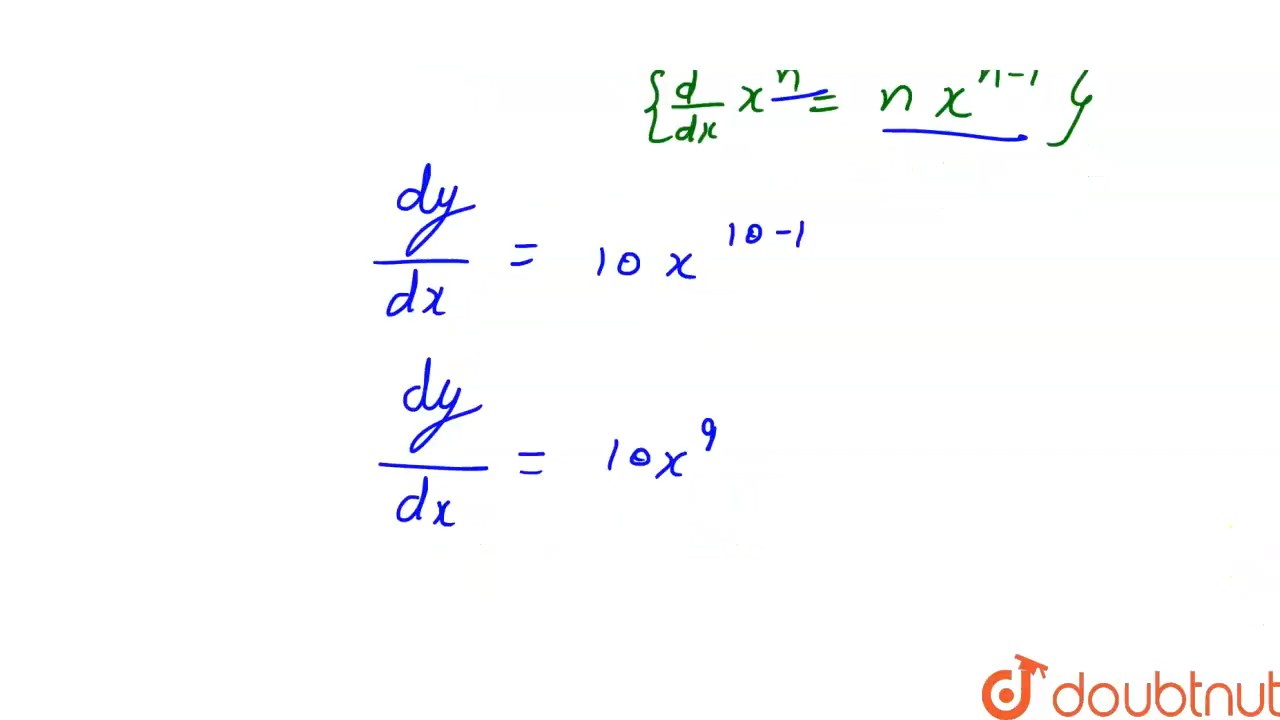 {d/dx x^n = n x^(n-1)}
dy/dx = 10 x^(10-1)
dy/dx = 10x^9
doubtnut